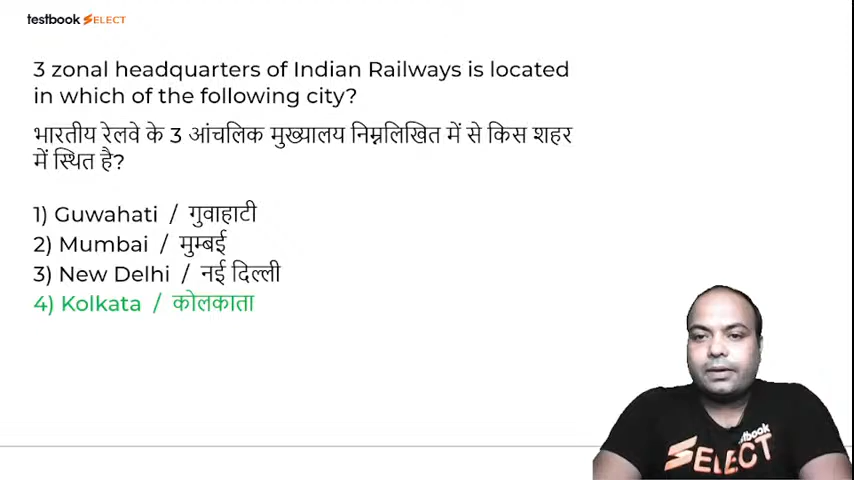 testbook SELECT
3 zonal headquarters of Indian Railways is located
in which of the following city?
भारतीय रेलवे के 3 आंचलिक मुख्यालय निम्नलिखित में से किस शहर
में स्थित है?
1) Guwahati / गुवाहाटी
2) Mumbai / मुम्बई
3) New Delhi / नई दिल्ली
4) Kolkata / कोलकाता
testbook
SELECT